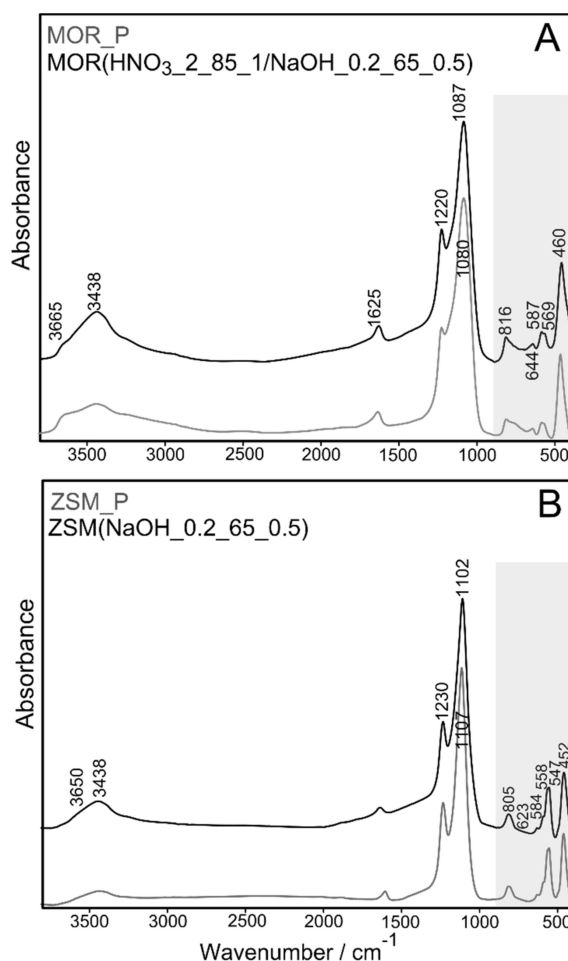 MOR_P
A
MOR(HNO3_2_85_1/NaOH_0.2_65_0.5)
Absorbance
3665
3438
1625
1220
1087
1080
816
644
587
569
460
3500 3000 2500 2000 1500 1000 500
ZSM_P
B
ZSM(NaOH_0.2_65_0.5)
Absorbance
3650
3438
1230
1102
1107
805
623
584
558
547
452
3500 3000 2500 2000 1500 1000 500
Wavenumber / cm-1